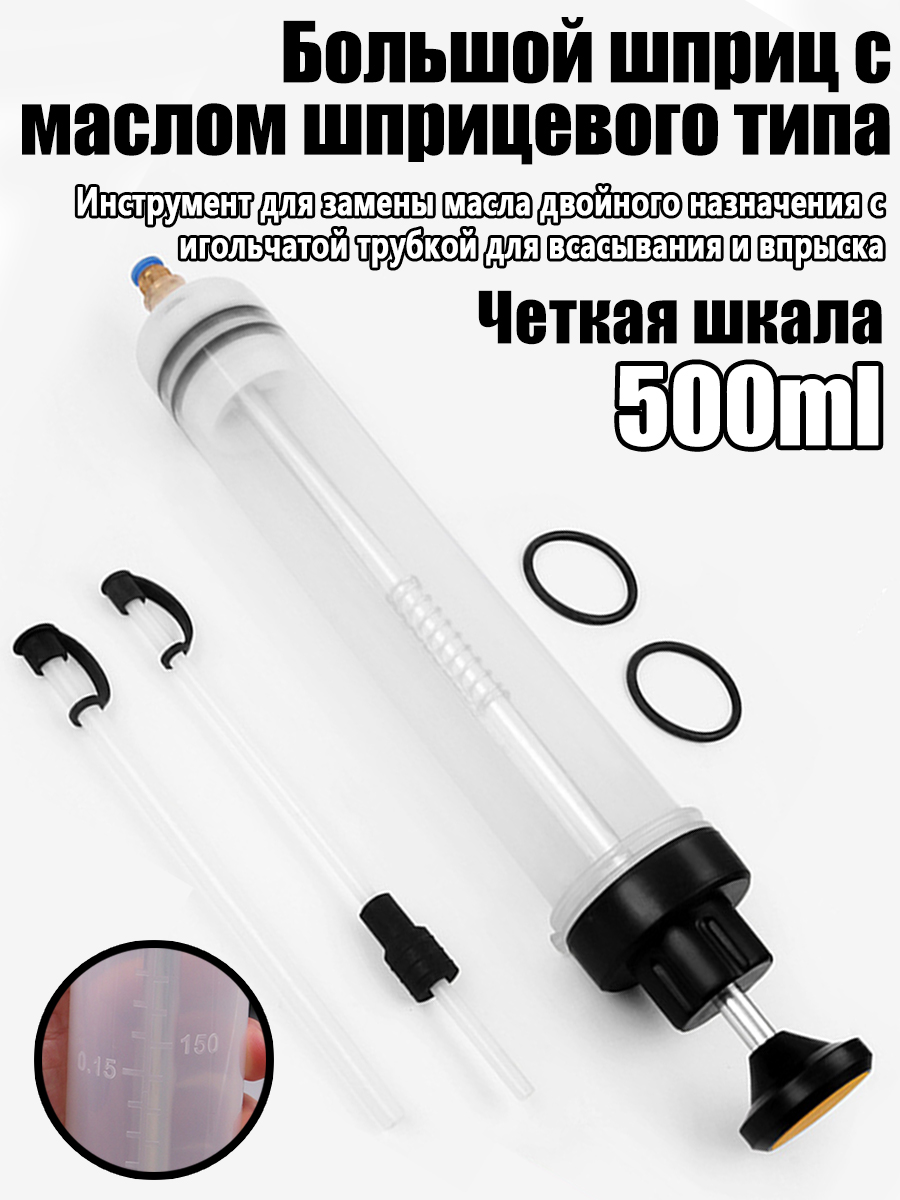 Большой шприц с
маслом шприцевого типа
Инструмент для замены масла двойного назначения с
игольчатой трубкой для всасывания и впрыска
Четкая шкала
500ml
0.15
150